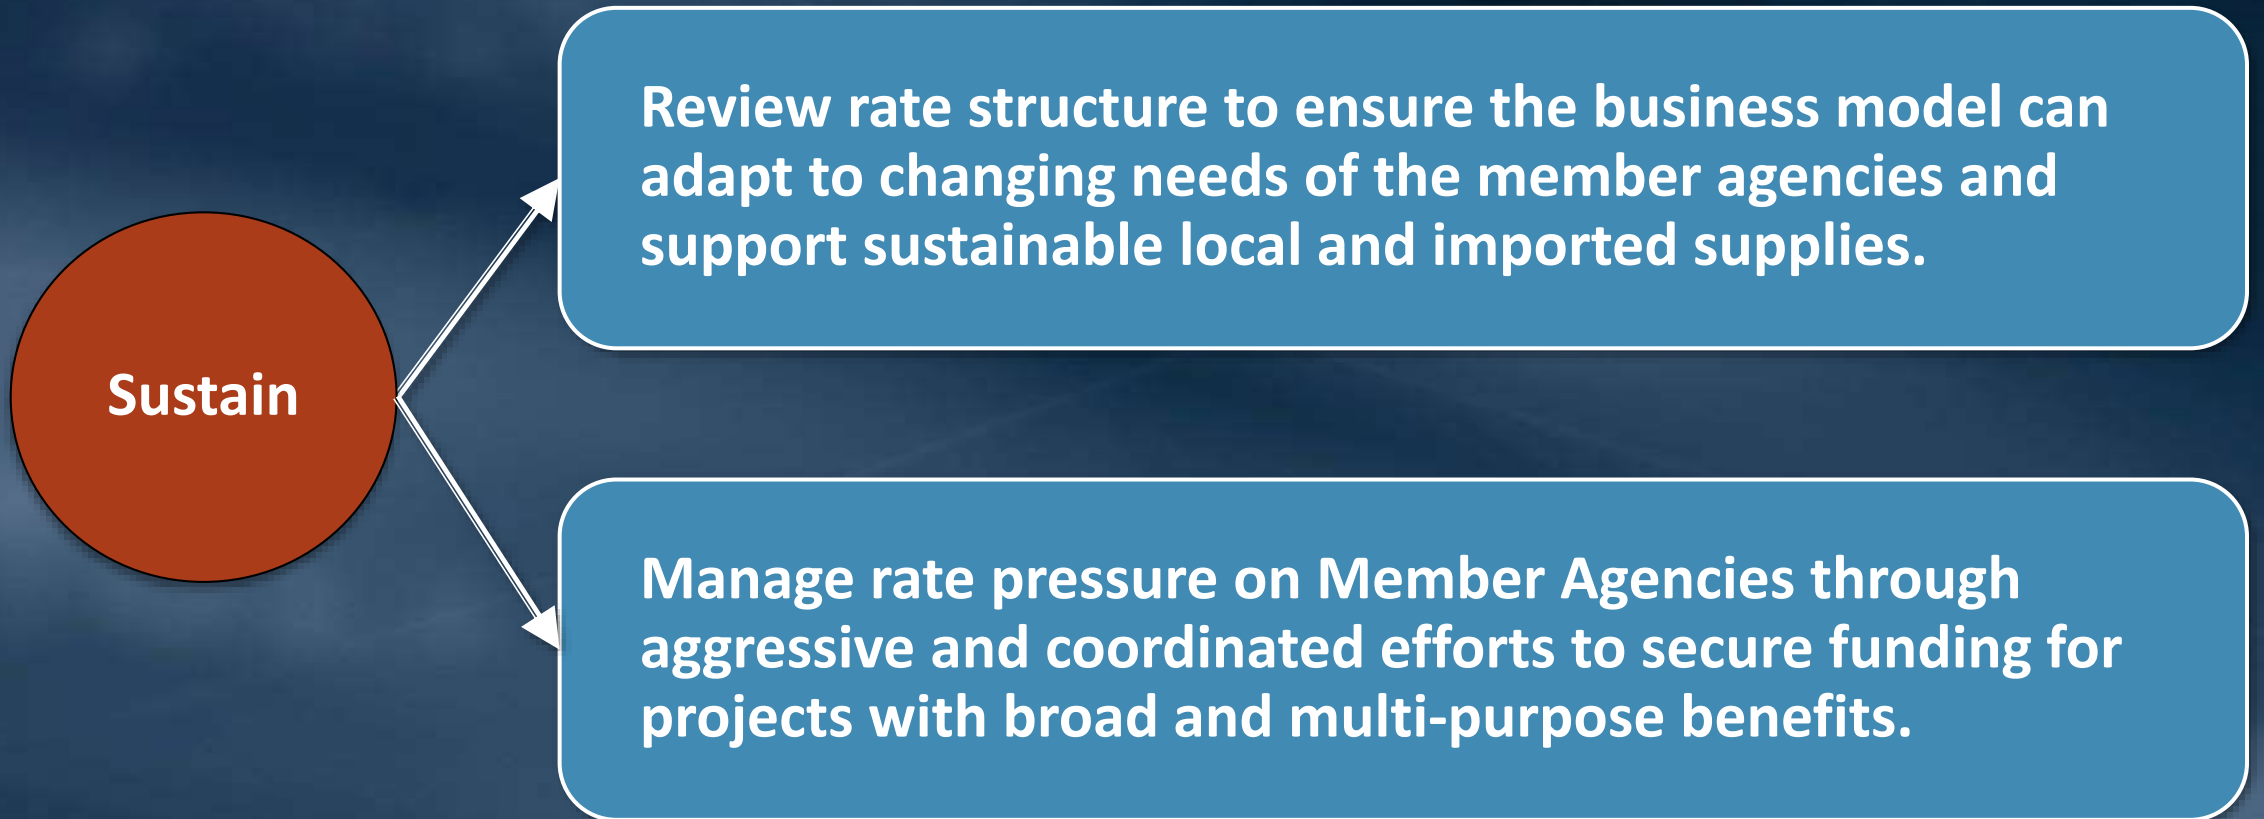 Review rate structure to ensure the business model can
adapt to changing needs of the member agencies and
support sustainable local and imported supplies.
Sustain
Manage rate pressure on Member Agencies through
aggressive and coordinated efforts to secure funding for
projects with broad and multi-purpose benefits.